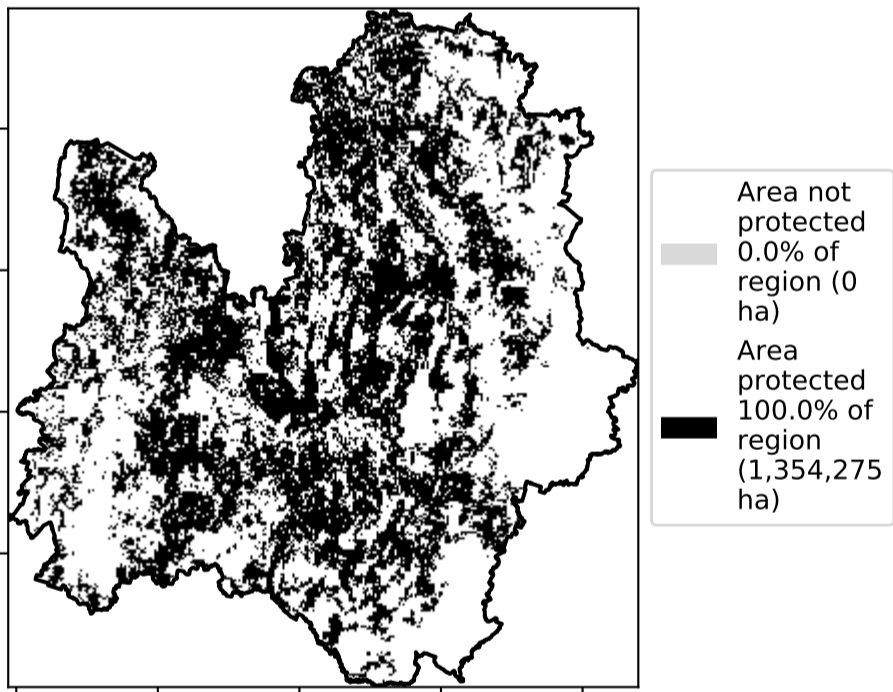 Area not
protected
0.0% of
region (0
ha)
Area
protected
100.0% of
region
(1,354,275
ha)